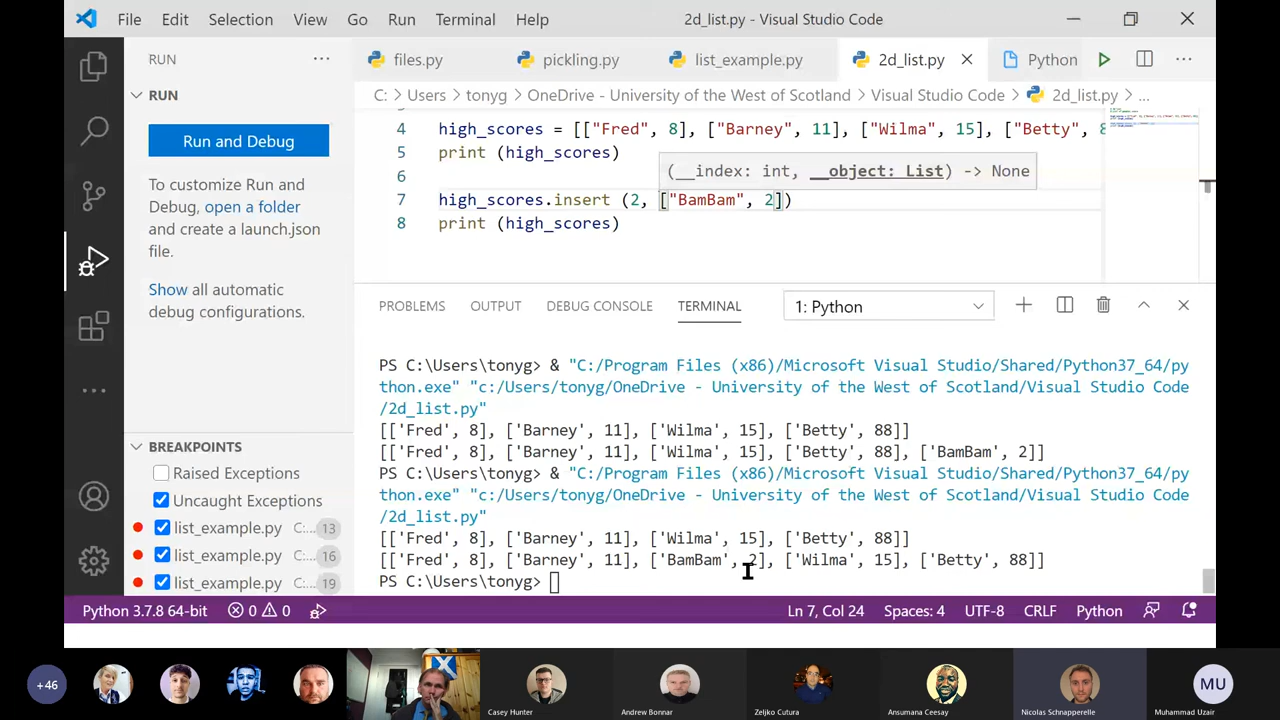 File Edit Selection View Go Run Terminal Help 2d_list.py - Visual Studio Code
RUN ··· files.py pickling.py list_example.py 2d_list.py Python ···
RUN C: > Users > tonyg > OneDrive - University of the West of Scotland > Visual Studio Code > 2d_list.py > ...
Run and Debug
To customize Run and
Debug, open a folder
and create a launch.json
file.
Show all automatic
debug configurations.
4 high_scores = [["Fred", 8], ["Barney", 11], ["Wilma", 15], ["Betty", 8
5 print (high_scores)
(__index: int, __object: List) -> None
6
7 high_scores.insert (2, ["BamBam", 2])
8 print (high_scores)
PROBLEMS OUTPUT DEBUG CONSOLE TERMINAL 1: Python
PS C:\Users\tonyg> & "C:/Program Files (x86)/Microsoft Visual Studio/Shared/Python37_64/py
thon.exe" "c:/Users/tonyg/OneDrive - University of the West of Scotland/Visual Studio Code
/2d_list.py"
[['Fred', 8], ['Barney', 11], ['Wilma', 15], ['Betty', 88]]
[['Fred', 8], ['Barney', 11], ['Wilma', 15], ['Betty', 88], ['BamBam', 2]]
PS C:\Users\tonyg> & "C:/Program Files (x86)/Microsoft Visual Studio/Shared/Python37_64/py
thon.exe" "c:/Users/tonyg/OneDrive - University of the West of Scotland/Visual Studio Code
/2d_list.py"
[['Fred', 8], ['Barney', 11], ['Wilma', 15], ['Betty', 88]]
[['Fred', 8], ['Barney', 11], ['BamBam', 2], ['Wilma', 15], ['Betty', 88]]
PS C:\Users\tonyg>
BREAKPOINTS
Raised Exceptions
Uncaught Exceptions
list_example.py C:... 13
list_example.py C:... 16
list_example.py C:... 19
Python 3.7.8 64-bit 0 0 Ln 7, Col 24 Spaces: 4 UTF-8 CRLF Python
+46 MU
Casey Hunter Andrew Bonnar Zeljko Cutura Ansumana Ceesay Nicolas Schnapperelle Muhammad Uzair